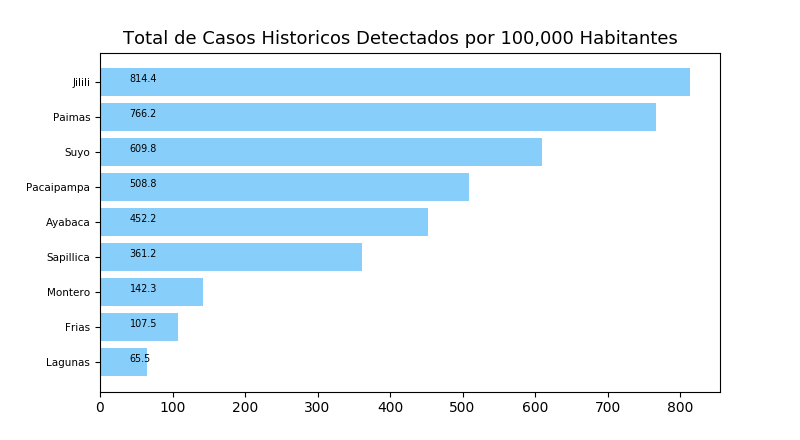 Total de Casos Historicos Detectados por 100,000 Habitantes
Jilili 814.4
Paimas 766.2
Suyo 609.8
Pacaipampa 508.8
Ayabaca 452.2
Sapillica 361.2
Montero 142.3
Frias 107.5
Lagunas 65.5
0 100 200 300 400 500 600 700 800